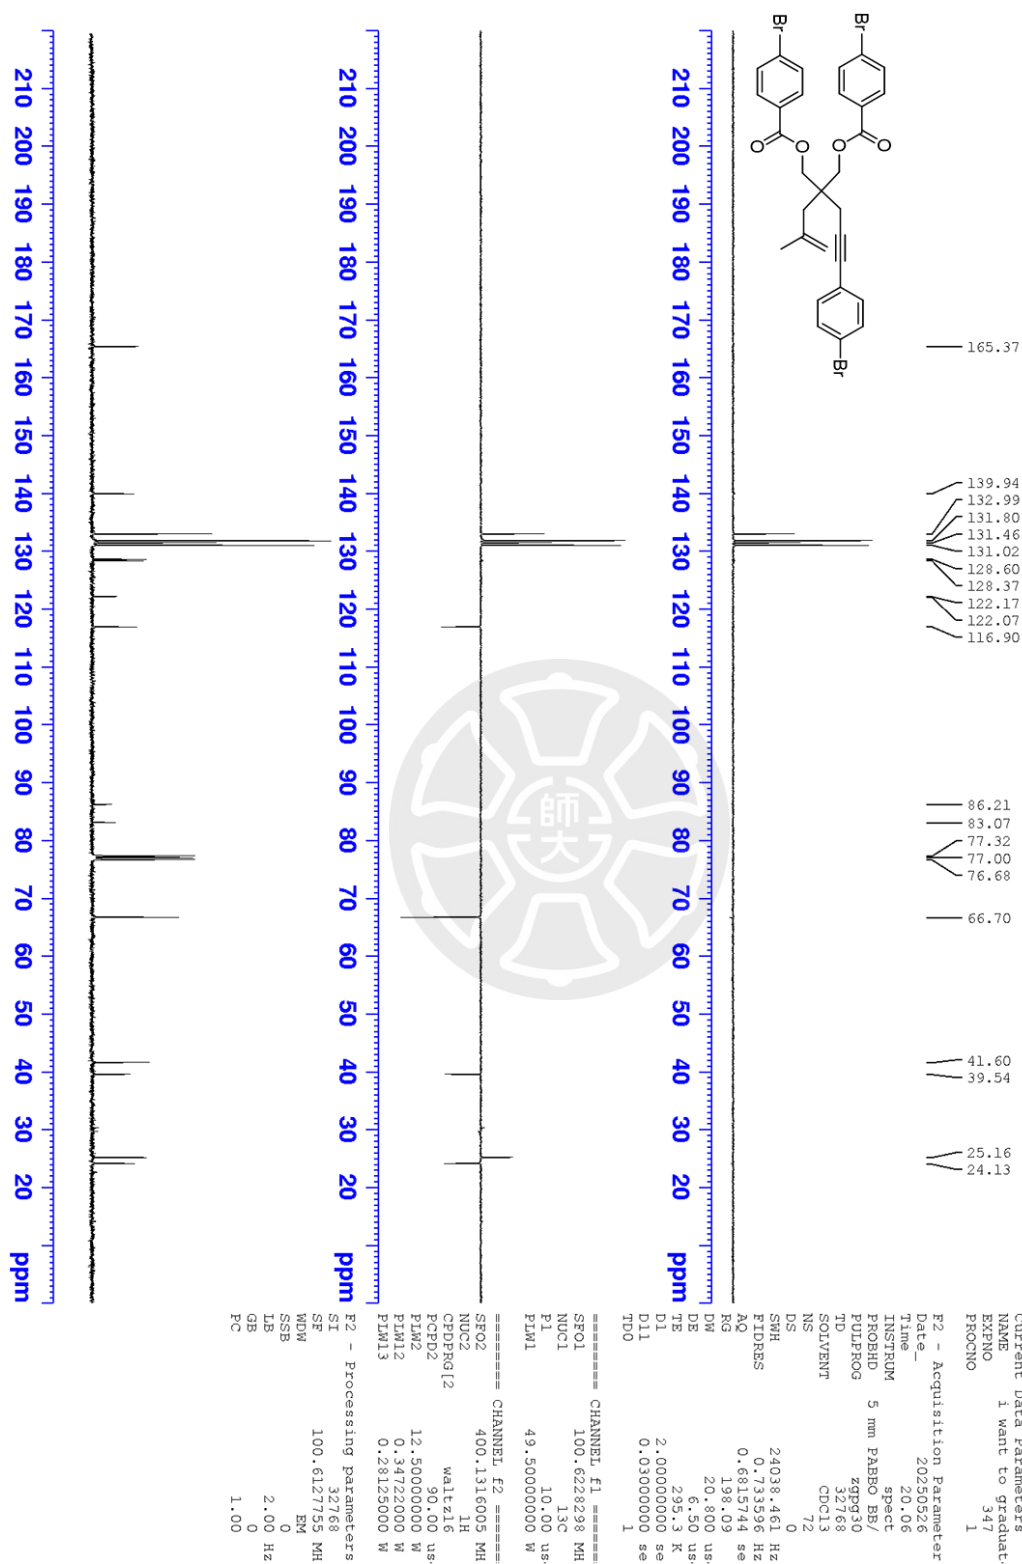 Br
Br
O
O
O
O
Br
165.37
139.94
132.99
131.80
131.46
131.02
128.60
128.37
122.17
122.07
116.90
86.21
83.07
77.32
77.00
76.68
66.70
41.60
39.54
25.16
24.13
210 200 190 180 170 160 150 140 130 120 110 100 90 80 70 60 50 40 30 20 ppm
210 200 190 180 170 160 150 140 130 120 110 100 90 80 70 60 50 40 30 20 ppm
210 200 190 180 170 160 150 140 130 120 110 100 90 80 70 60 50 40 30 20 ppm
師大
Current Data Parameters
NAME i want to graduat
EXPNO 347
PROCNO 1
F2 - Acquisition Parameter
Date_ 20250526
Time 20.06
INSTRUM spect
PROBHD 5 mm PABBO BB/
PULPROG zgpg30
TD 32768
SOLVENT CDCl3
NS 72
DS 0
SWH 24038.461 Hz
FIDRES 0.733596 Hz
AQ 0.6815744 se
RG 198.09
DW 20.800 us
DE 6.50 us
TE 295.3 K
D1 2.00000000 se
D11 0.03000000 se
TD0 1
======== CHANNEL f1 =======
SFO1 100.6228298 MH
NUC1 13C
P1 10.00 us
PLW1 49.50000000 W
======== CHANNEL f2 =======
SFO2 400.1316005 MH
NUC2 1H
CPDPRG[2 waltz16
PCPD2 90.00 us
PLW2 12.50000000 W
PLW12 0.34722000 W
PLW13 0.28125000 W
F2 - Processing parameters
SI 32768
SF 100.6127755 MH
WDW EM
SSB 0
LB 2.00 Hz
GB 0
PC 1.00